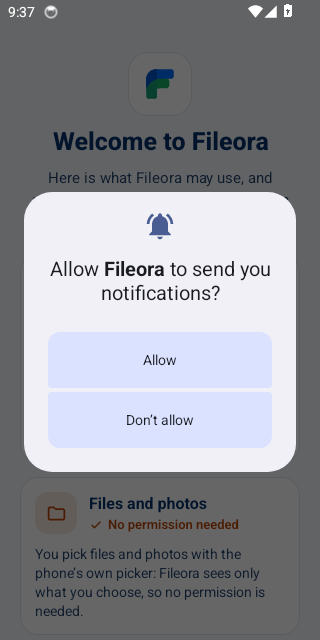 9:37
Welcome to Fileora
Here is what Fileora may use, and
Allow Fileora to send you
notifications?
Allow
Don't allow
Files and photos
No permission needed
You pick files and photos with the
phone's own picker: Fileora sees only
what you choose, so no permission is
needed.